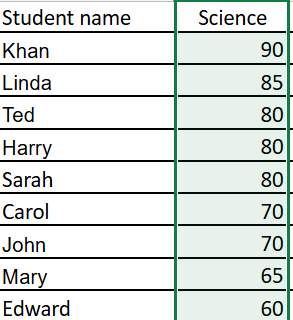 Student name Science
Khan 90
Linda 85
Ted 80
Harry 80
Sarah 80
Carol 70
John 70
Mary 65
Edward 60